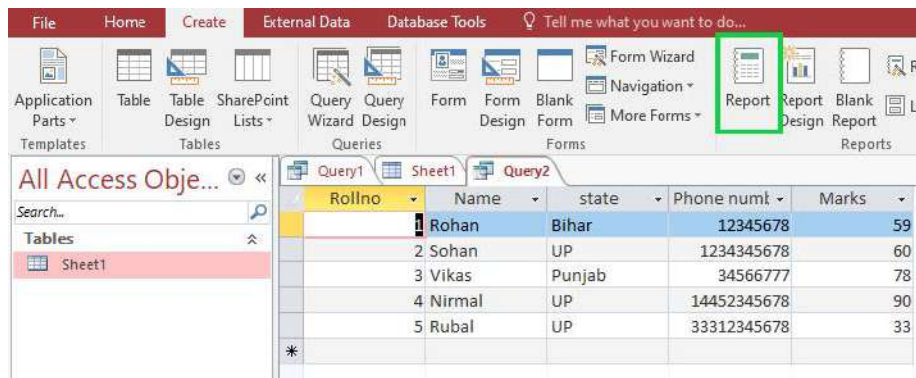 File Home Create External Data Database Tools Tell me what you want to do...
Application Parts Table Table Design SharePoint Lists Query Wizard Query Design Form Form Design Blank Form Form Wizard Navigation More Forms Report Report Design Blank Report
Templates Tables Queries Forms Reports
All Access Obje...
Search...
Tables
Sheet1
Query1 Sheet1 Query2
Rollno Name state Phone numb Marks
1 Rohan Bihar 12345678 59
2 Sohan UP 1234345678 60
3 Vikas Punjab 34566777 78
4 Nirmal UP 14452345678 90
5 Rubal UP 33312345678 33